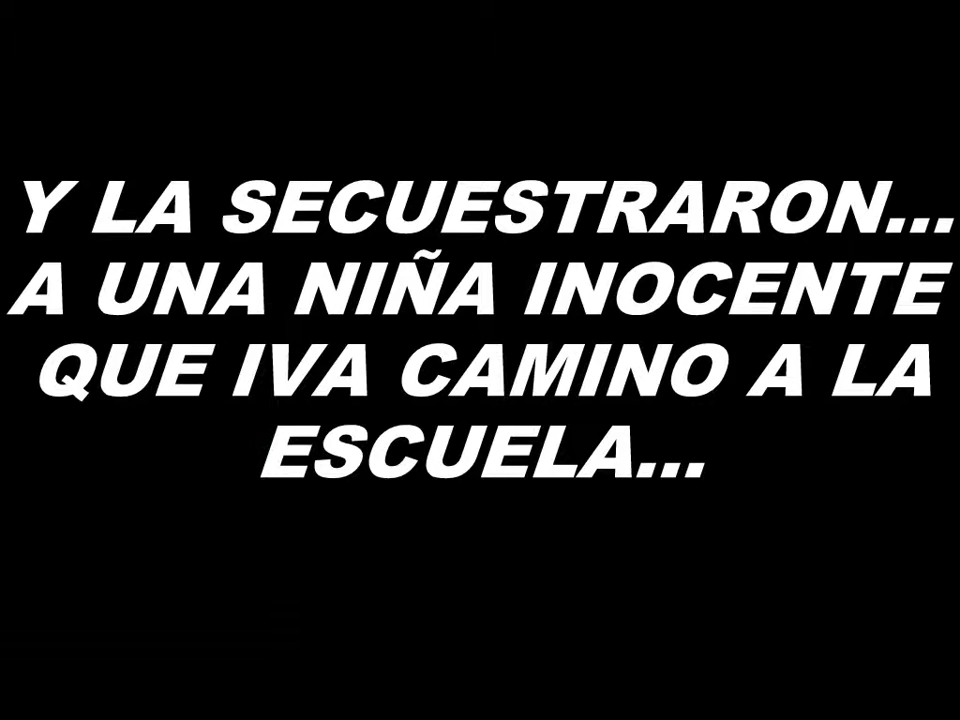 Y LA SECUESTRARON...
A UNA NIÑA INOCENTE
QUE IVA CAMINO A LA
ESCUELA...